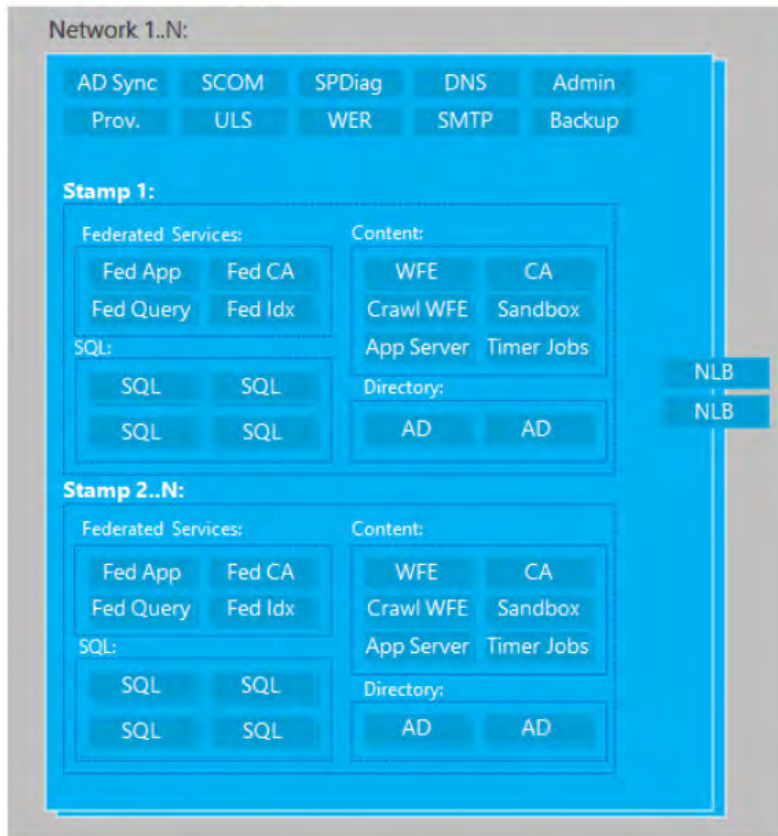 Network 1..N:
AD Sync SCOM SPDiag DNS Admin
Prov. ULS WER SMTP Backup
Stamp 1:
Federated Services:
Fed App Fed CA
Fed Query Fed Idx
SQL:
SQL SQL
SQL SQL
Content:
WFE CA
Crawl WFE Sandbox
App Server Timer Jobs
Directory:
AD AD
Stamp 2..N:
Federated Services:
Fed App Fed CA
Fed Query Fed Idx
SQL:
SQL SQL
SQL SQL
Content:
WFE CA
Crawl WFE Sandbox
App Server Timer Jobs
Directory:
AD AD
NLB
NLB